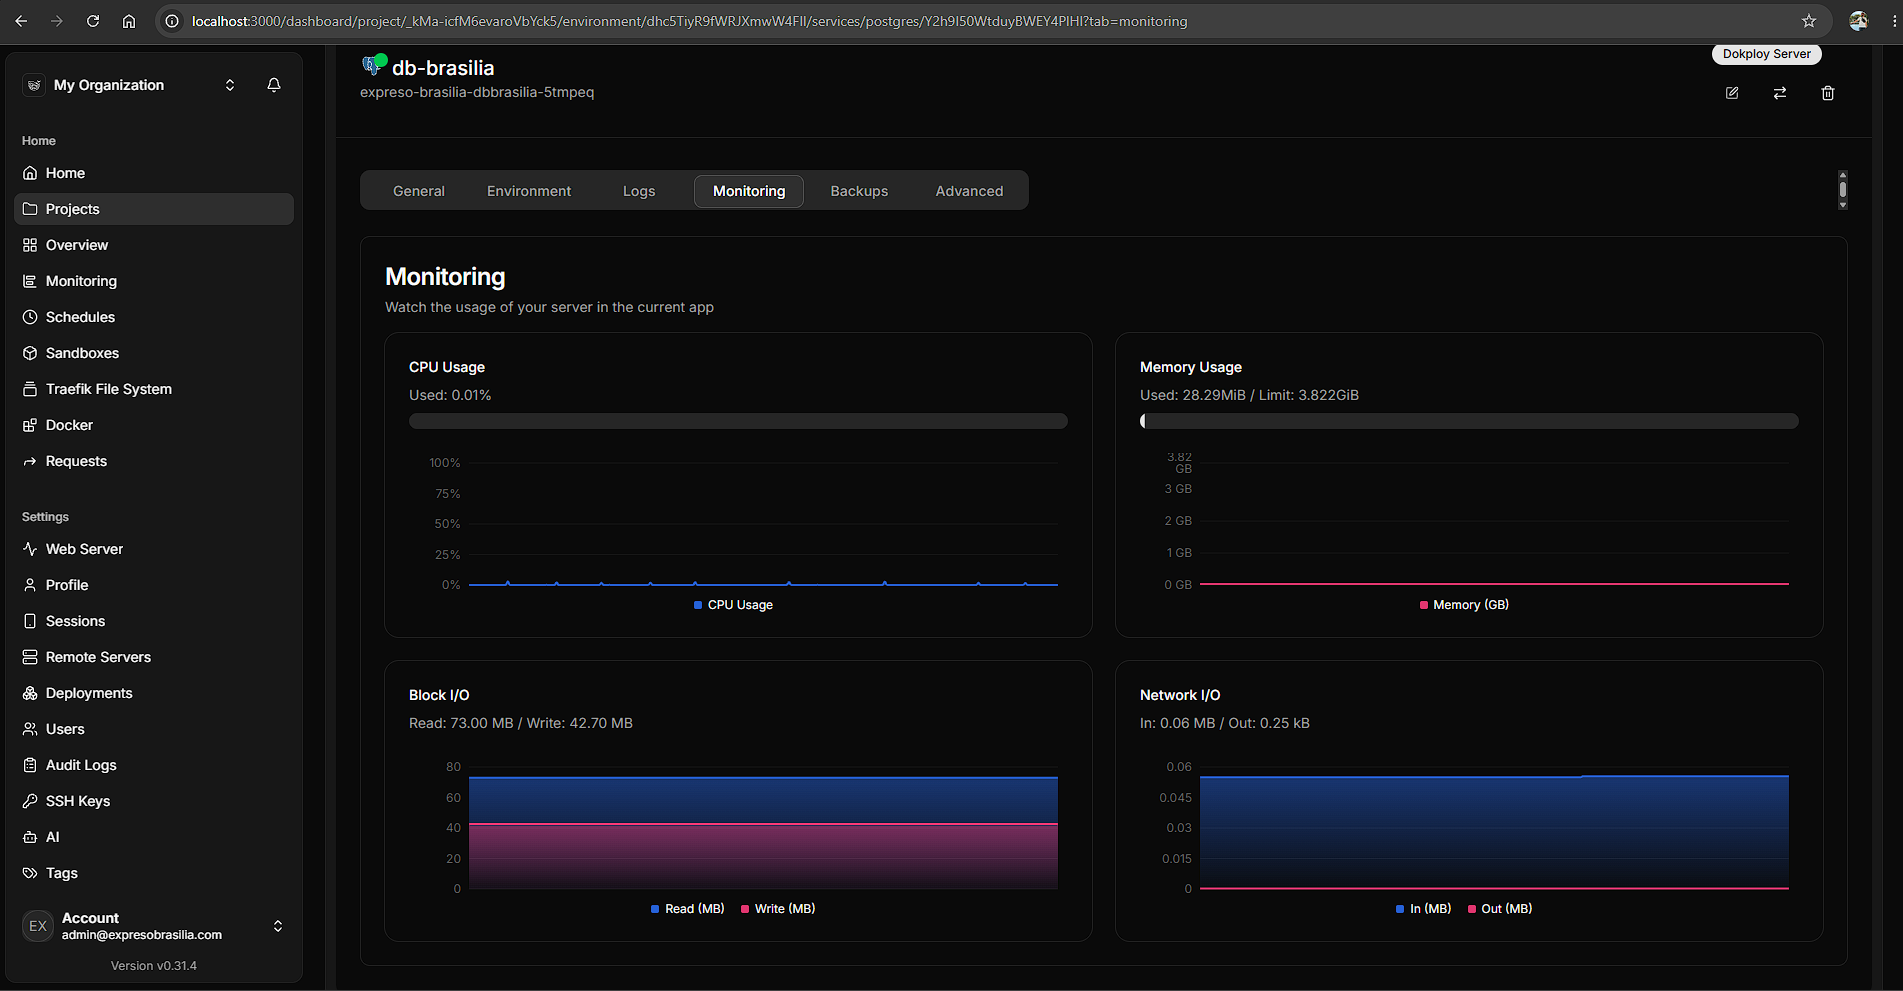 localhost:3000/dashboard/project/_kMa-icfM6evaroVbYck5/environment/dhc5TiyR9fWRJXmwW4FIl/services/postgres/Y2h9I50WtduyBWEY4PIHI?tab=monitoring
My Organization
Home
Home
Projects
Overview
Monitoring
Schedules
Sandboxes
Traefik File System
Docker
Requests
Settings
Web Server
Profile
Sessions
Remote Servers
Deployments
Users
Audit Logs
SSH Keys
AI
Tags
EX
Account
admin@expresobrasilia.com
Version v0.31.4
db-brasilia
expreso-brasilia-dbbrasilia-5tmpeq
Dokploy Server
General
Environment
Logs
Monitoring
Backups
Advanced
Monitoring
Watch the usage of your server in the current app
CPU Usage
Used: 0.01%
100%
75%
50%
25%
0%
CPU Usage
Memory Usage
Used: 28.29MiB / Limit: 3.822GiB
3.82
GB
3 GB
2 GB
1 GB
0 GB
Memory (GB)
Block I/O
Read: 73.00 MB / Write: 42.70 MB
80
60
40
20
0
Read (MB)
Write (MB)
Network I/O
In: 0.06 MB / Out: 0.25 kB
0.06
0.045
0.03
0.015
0
In (MB)
Out (MB)